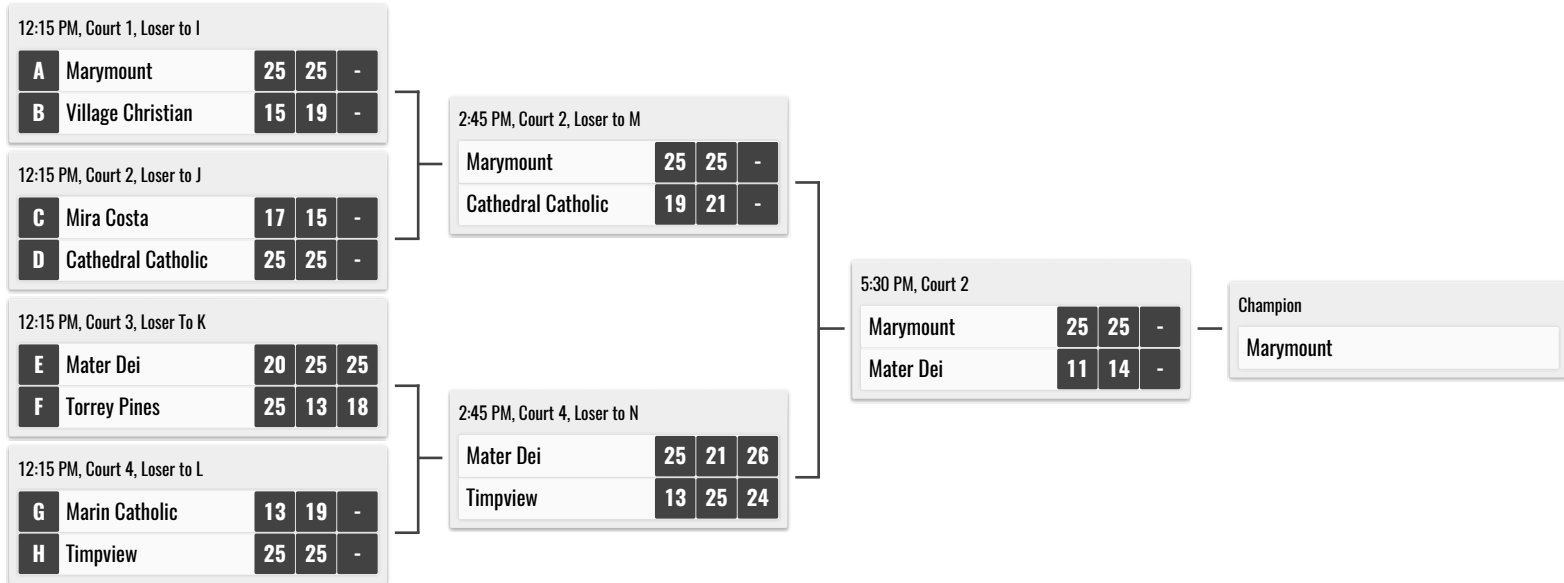 12:15 PM, Court 1, Loser to I
A Marymount 25 25 -
B Village Christian 15 19 -
12:15 PM, Court 2, Loser to J
C Mira Costa 17 15 -
D Cathedral Catholic 25 25 -
12:15 PM, Court 3, Loser To K
E Mater Dei 20 25 25
F Torrey Pines 25 13 18
12:15 PM, Court 4, Loser to L
G Marin Catholic 13 19 -
H Timpview 25 25 -
2:45 PM, Court 2, Loser to M
Marymount 25 25 -
Cathedral Catholic 19 21 -
2:45 PM, Court 4, Loser to N
Mater Dei 25 21 26
Timpview 13 25 24
5:30 PM, Court 2
Marymount 25 25 -
Mater Dei 11 14 -
Champion
Marymount